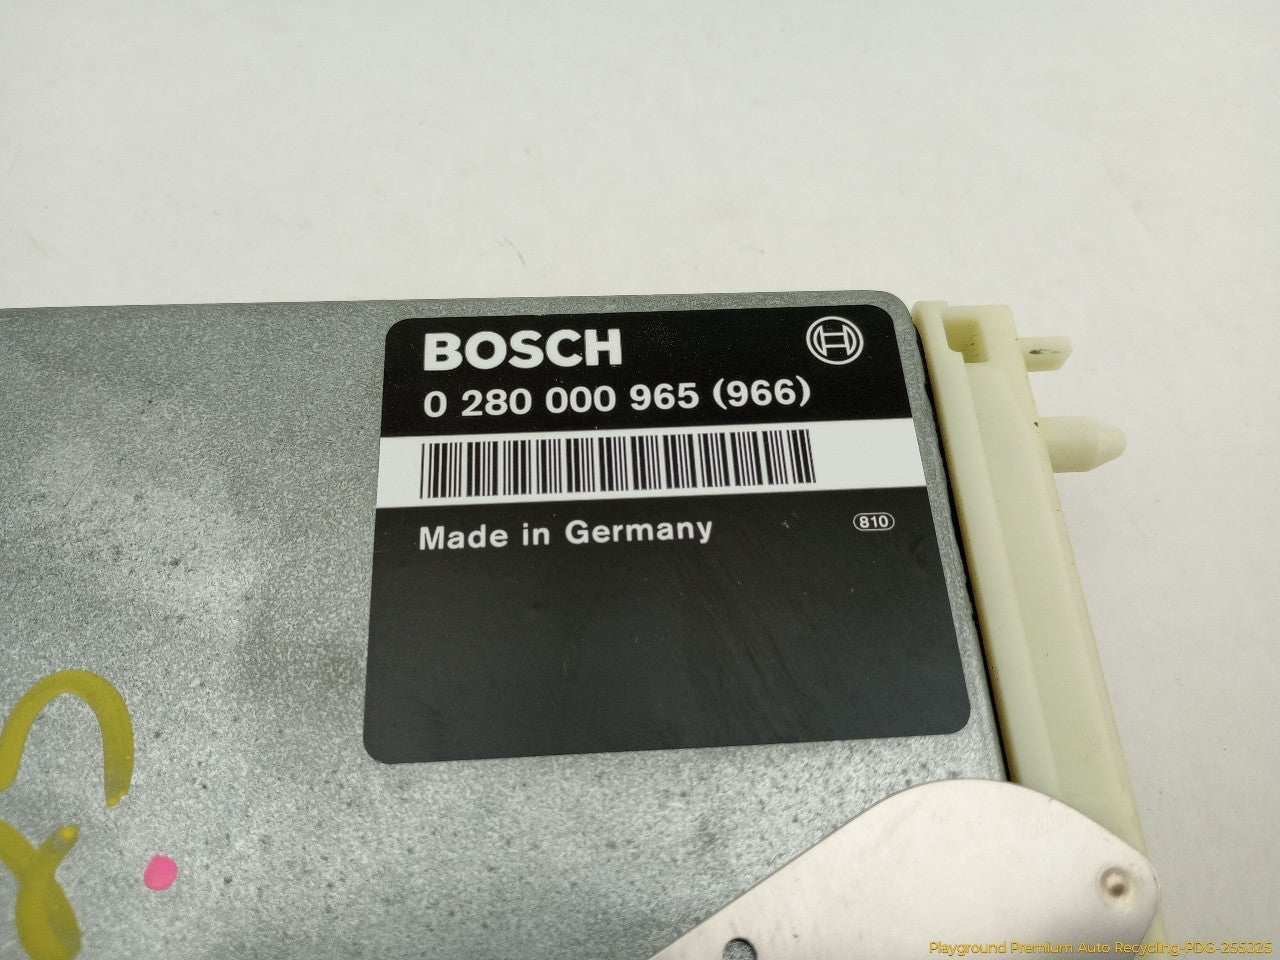 BOSCH
0 280 000 965 (966)
Made in Germany
810
Playground Premium Auto Recycling-PDG-255325